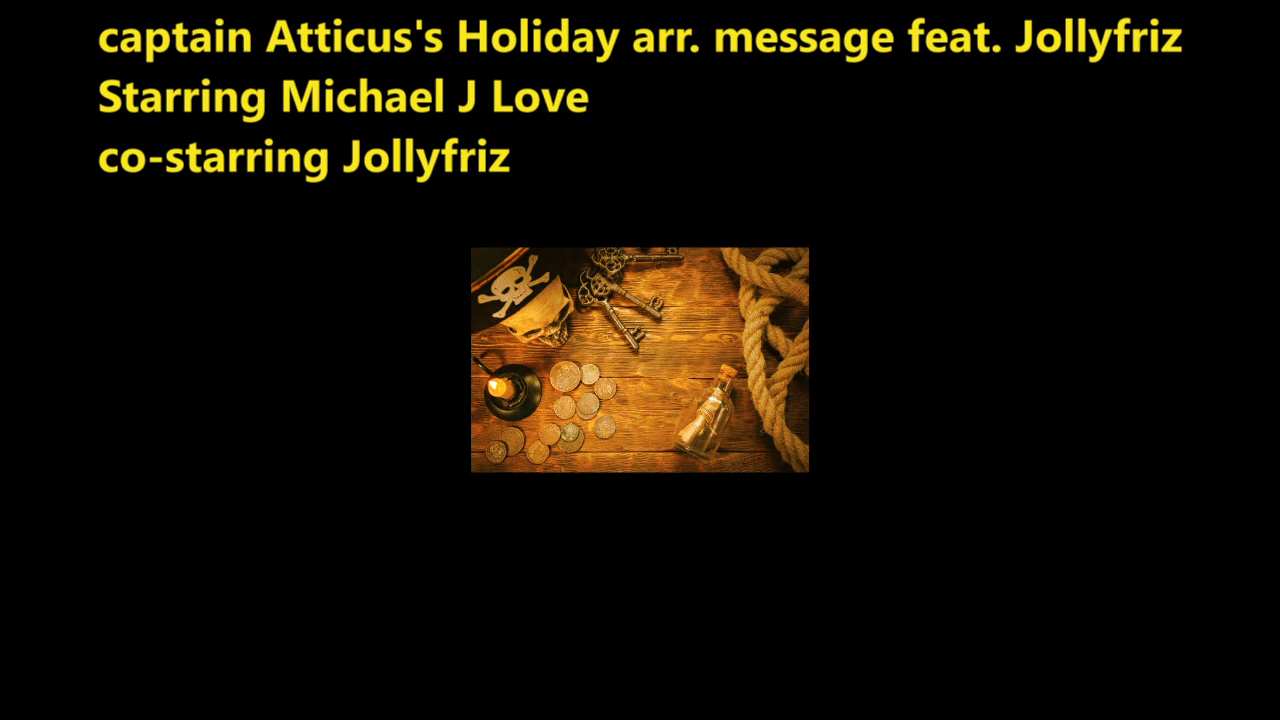 captain Atticus's Holiday arr. message feat. Jollyfriz
Starring Michael J Love
co-starring Jollyfriz